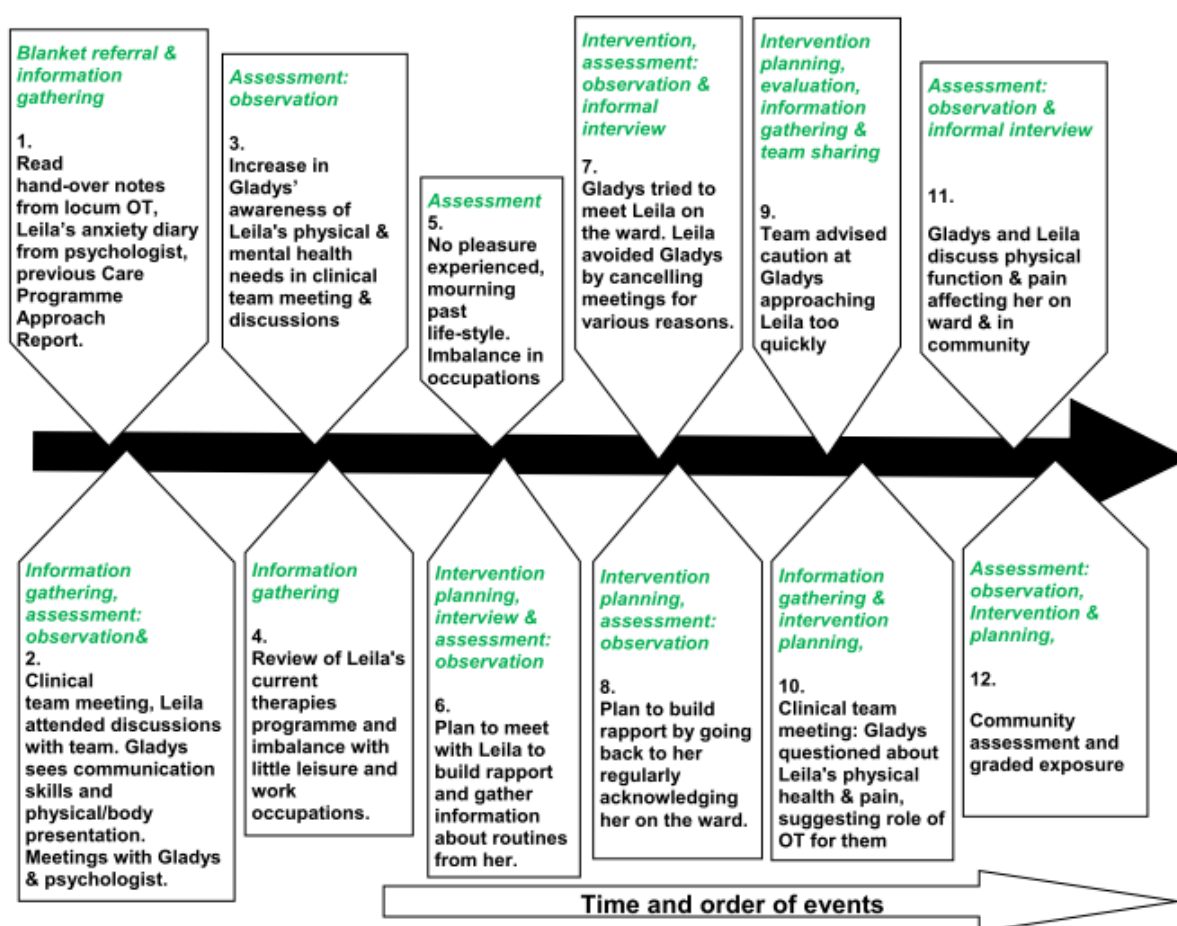 Blanket referral &
information
gathering
1.
Read
hand-over notes
from locum OT,
Leila's anxiety diary
from psychologist,
previous Care
Programme
Approach
Report.
Information
gathering,
assessment:
observation&
2.
Clinical
team meeting, Leila
attended discussions
with team. Gladys
sees communication
skills and
physical/body
presentation.
Meetings with Gladys
& psychologist.
Assessment:
observation
3.
Increase in
Gladys'
awareness of
Leila's physical &
mental health
needs in clinical
team meeting &
discussions
Information
gathering
4.
Review of Leila's
current
therapies
programme and
imbalance with
little leisure and
work
occupations.
Assessment
5.
No pleasure
experienced,
mourning
past
life-style.
Imbalance in
occupations
Intervention
planning,
interview &
assessment:
observation
6.
Plan to meet
with Leila to
build rapport
and gather
information
about routines
from her.
Intervention,
assessment:
observation &
informal
interview
7.
Gladys tried to
meet Leila on
the ward. Leila
avoided Gladys
by cancelling
meetings for
various reasons.
Intervention
planning,
assessment:
observation
8.
Plan to build
rapport by going
back to her
regularly
acknowledging
her on the ward.
Intervention
planning,
evaluation,
information
gathering &
team sharing
9.
Team advised
caution at
Gladys
approaching
Leila too
quickly
Information
gathering &
intervention
planning,
10.
Clinical team
meeting: Gladys
questioned about
Leila's physical
health & pain,
suggesting role of
OT for them
Assessment:
observation &
informal interview
11.
Gladys and Leila
discuss physical
function & pain
affecting her on
ward & in
community
Assessment:
observation,
Intervention &
planning,
12.
Community
assessment and
graded exposure
Time and order of events